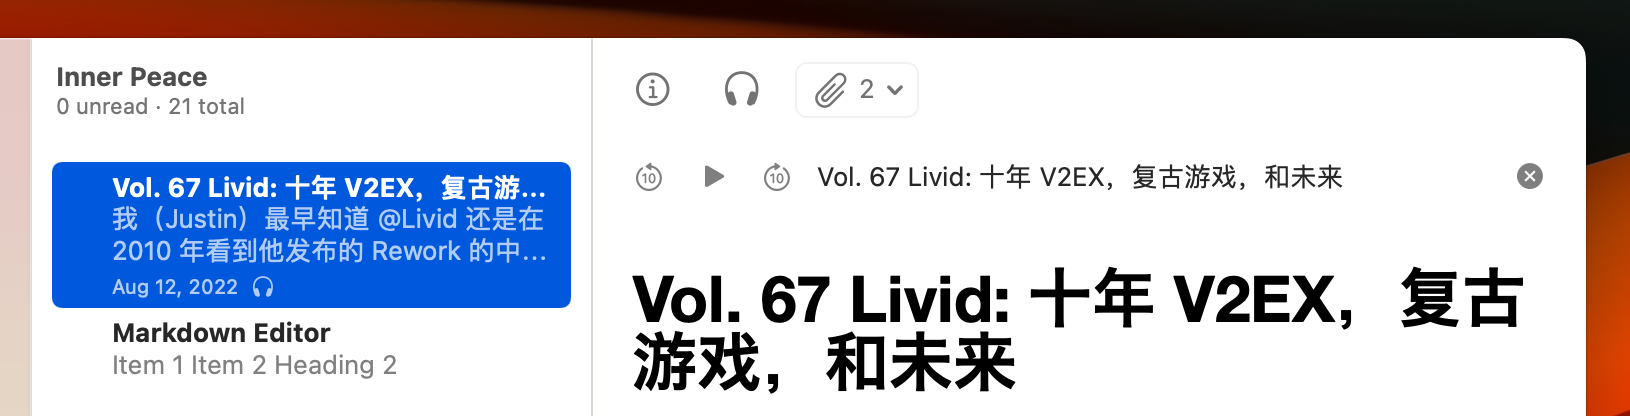 Inner Peace
0 unread · 21 total
Vol. 67 Livid: 十年 V2EX，复古游...
我（Justin）最早知道 @Livid 还是在
2010 年看到他发布的 Rework 的中...
Aug 12, 2022
Markdown Editor
Item 1 Item 2 Heading 2
2
10
10
Vol. 67 Livid: 十年 V2EX，复古游戏，和未来
Vol. 67 Livid: 十年 V2EX，复古
游戏，和未来